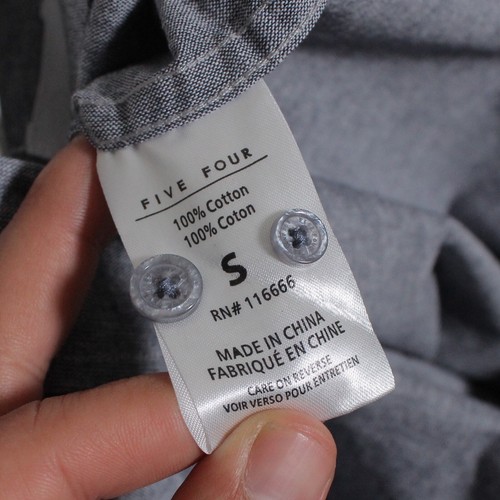 FIVE FOUR
100% Cotton
100% Coton
S
RN# 116666
MADE IN CHINA
FABRIQUÉ EN CHINE
CARE ON REVERSE
VOIR VERSO POUR ENTRETIEN